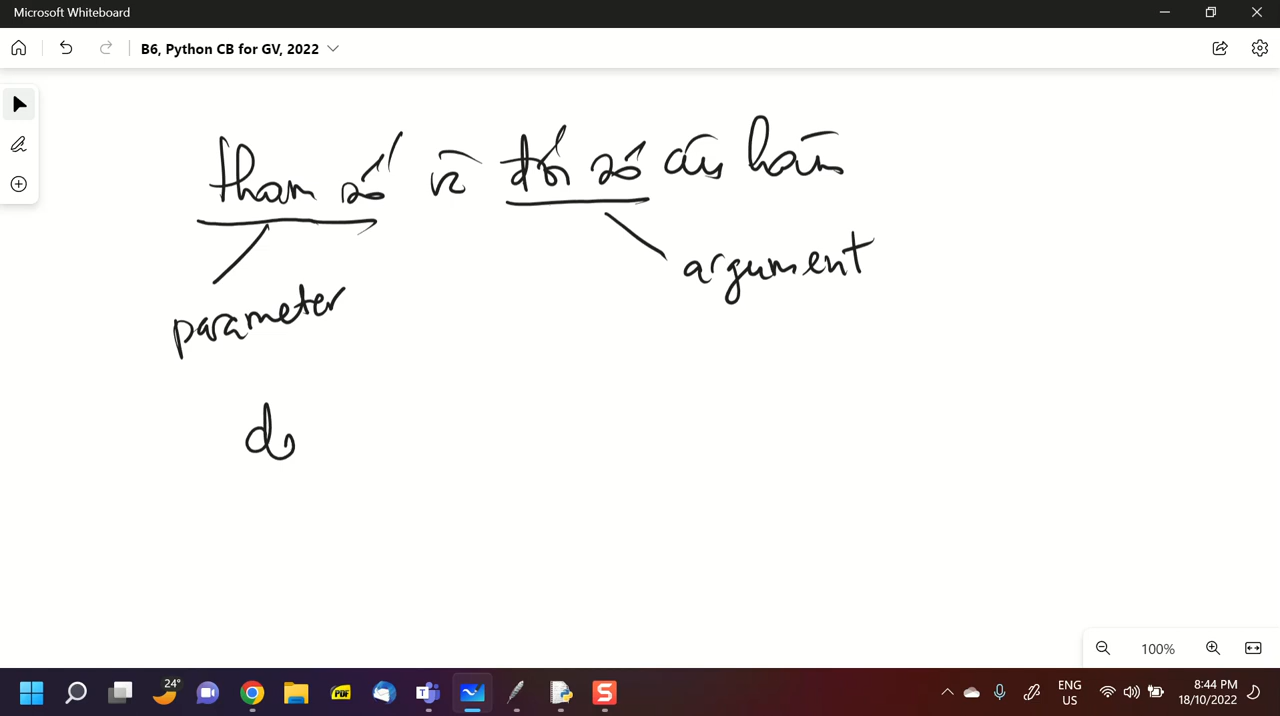 Microsoft Whiteboard
B6, Python CB for GV, 2022
tham số và đối số của hàm
parameter
argument
100%
24°
PDF
S
ENG
US
8:44 PM
18/10/2022